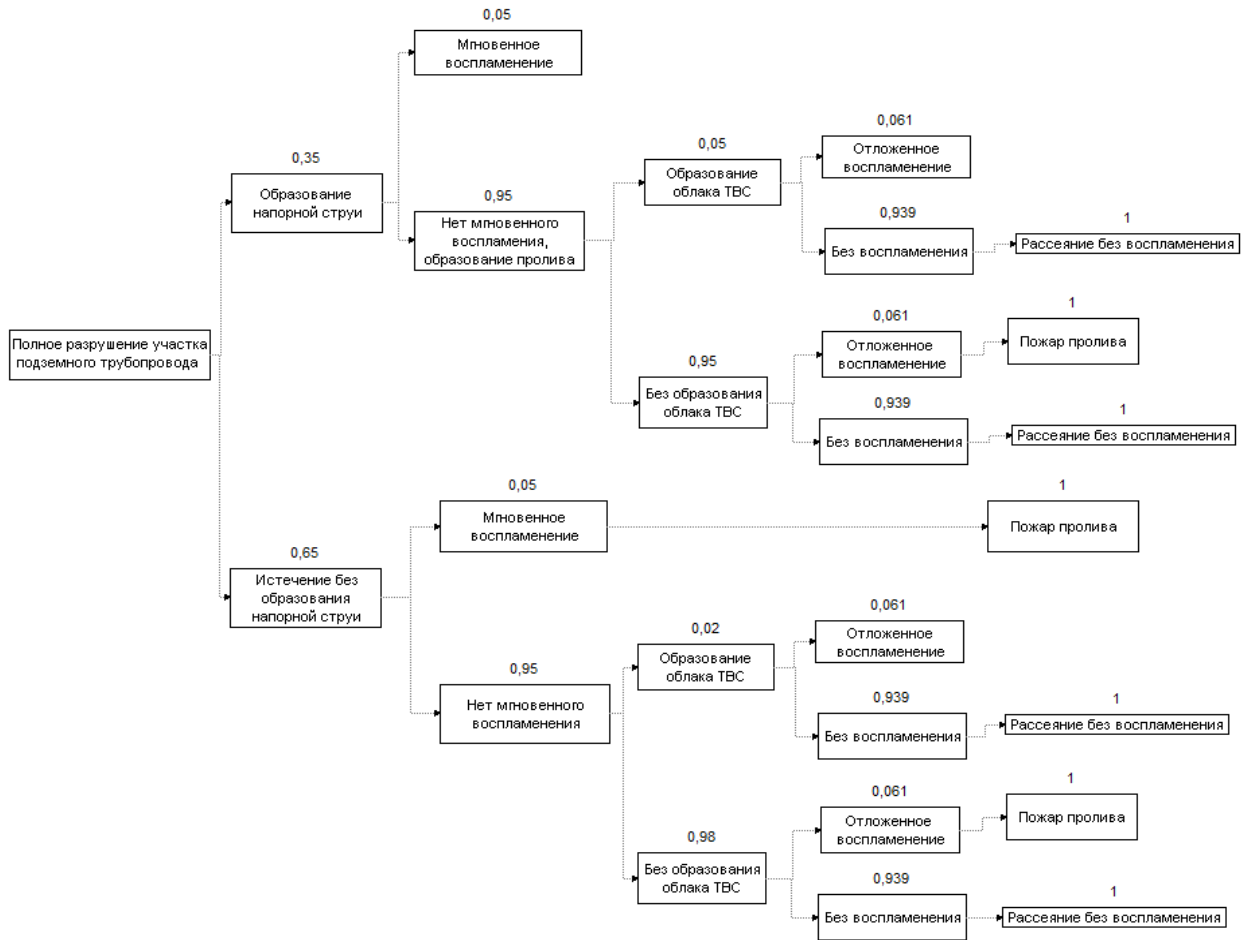 0,05
Мгновенное
воспламенение
0,35
Образование
напорной струи
0,95
Нет мгновенного
воспламения,
образование пролива
0,05
Образование
облака ТВС
0,061
Отложенное
воспламенение
0,939
Без воспламенения
1
Рассеяние без воспламенения
Полное разрушение участка
подземного трубопровода
0,95
Без образования
облака ТВС
0,061
Отложенное
воспламенение
1
Пожар пролива
0,939
Без воспламенения
1
Рассеяние без воспламенения
0,05
Мгновенное
воспламенение
1
Пожар пролива
0,65
Истечение без
образования
напорной струи
0,95
Нет мгновенного
воспламенения
0,02
Образование
облака ТВС
0,061
Отложенное
воспламенение
0,939
Без воспламенения
1
Рассеяние без воспламенения
0,98
Без образования
облака ТВС
0,061
Отложенное
воспламенение
1
Пожар пролива
0,939
Без воспламенения
1
Рассеяние без воспламенения